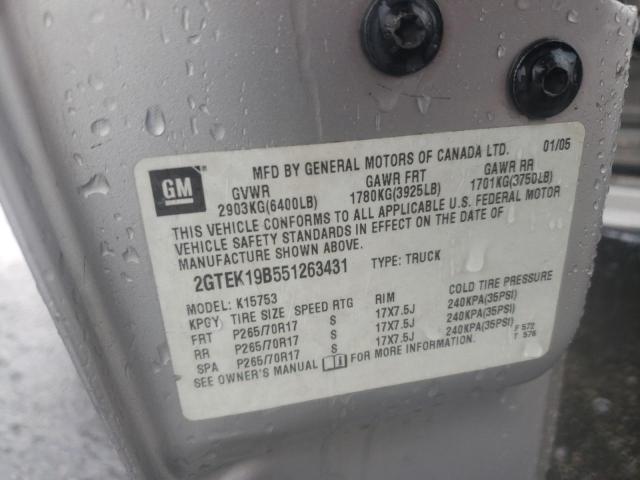 GM
MFD BY GENERAL MOTORS OF CANADA LTD. 01/05
GVWR GAWR FRT GAWR RR
2903KG(6400LB) 1780KG(3925LB) 1701KG(3750LB)
THIS VEHICLE CONFORMS TO ALL APPLICABLE U.S. FEDERAL MOTOR
VEHICLE SAFETY STANDARDS IN EFFECT ON THE DATE OF
MANUFACTURE SHOWN ABOVE.
2GTEK19B551263431 TYPE: TRUCK
MODEL: K15753 COLD TIRE PRESSURE
KPGY TIRE SIZE SPEED RTG RIM
FRT P265/70R17 S 17X7.5J 240KPA(35PSI)
RR P265/70R17 S 17X7.5J 240KPA(35PSI)
SPA P265/70R17 S 17X7.5J 240KPA(35PSI)
SEE OWNER'S MANUAL FOR MORE INFORMATION. F 572
T 576